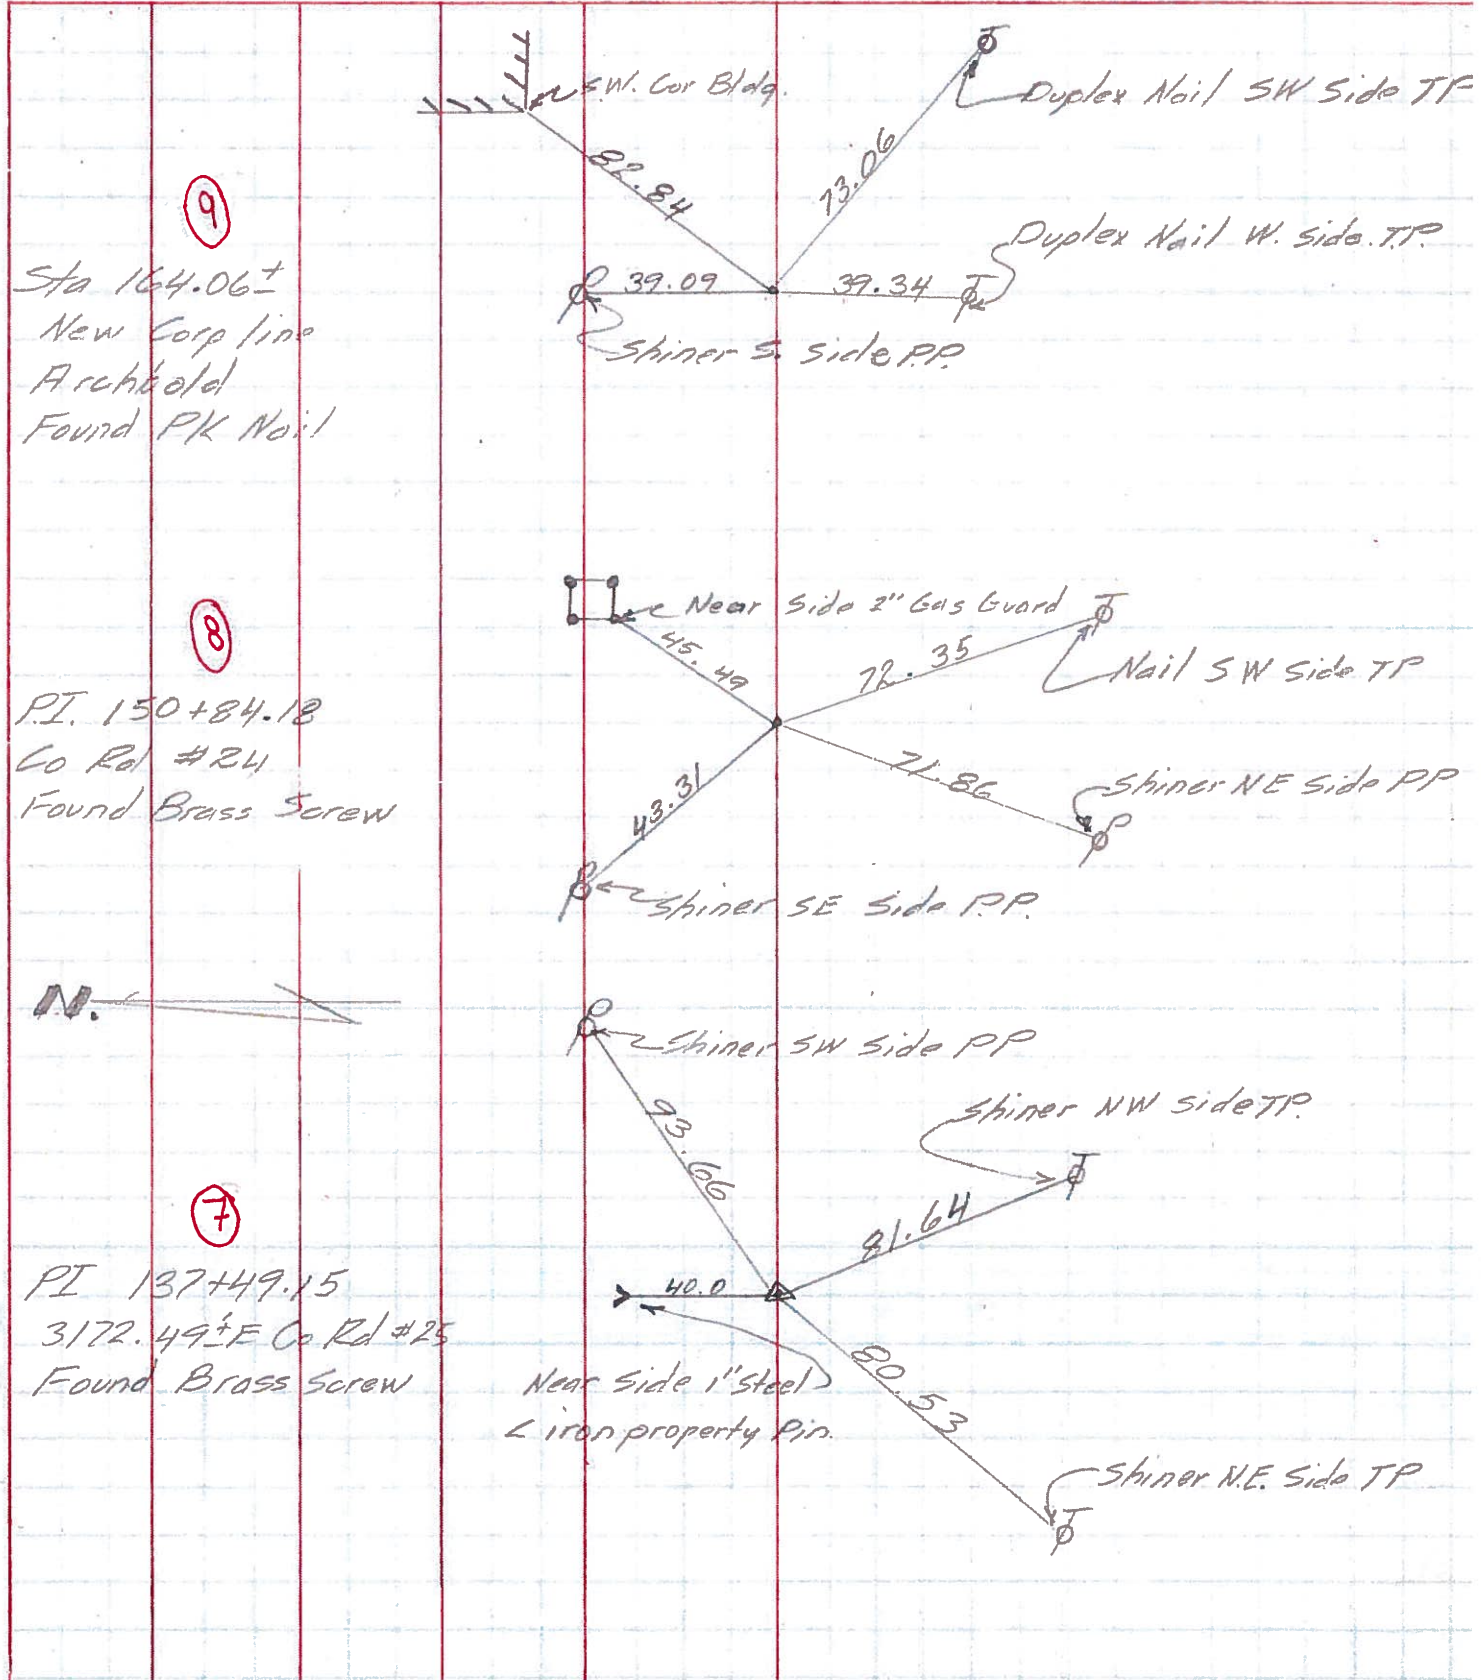 S.W. Cor Bldg.
Duplex Nail SW Side TP
82.84
73.06
9
Duplex Nail W. Side. T.P.
Sta 164.06±
39.09
39.34
New Corp line
Shiner S. Side P.P.
Archbold
Found PK Nail
Near Side 2" Gas Guard
8
45.49
72.35
Nail SW Side TP
P.I. 150+84.18
Co Rd #24
71.86
Shiner NE Side PP
Found Brass Screw
43.31
Shiner SE Side P.P.
N.
Shiner SW Side PP
93.66
Shiner NW Side TP.
7
81.64
PI 137+49.15
40.0
3172.49±E Co Rd #25
80.53
Found Brass Screw
Near Side 1" Steel
< iron property Pin.
Shiner N.E. Side TP